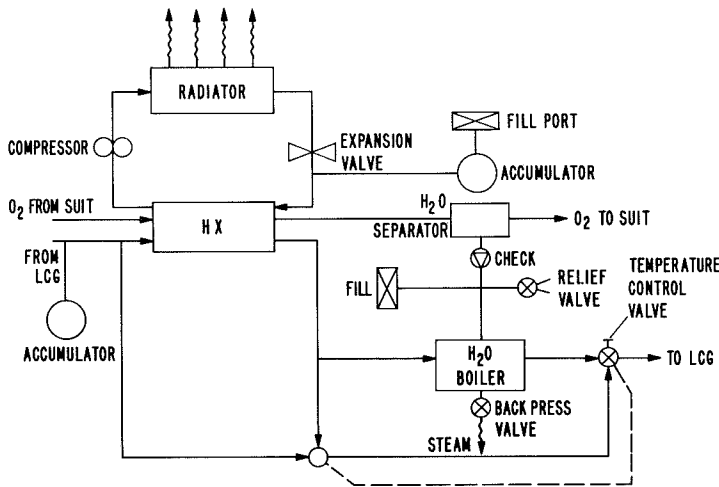 RADIATOR
COMPRESSOR
EXPANSION
VALVE
FILL PORT
ACCUMULATOR
O2 FROM SUIT
HX
H2O
SEPARATOR
O2 TO SUIT
FROM
LCG
CHECK
FILL
RELIEF
VALVE
TEMPERATURE
CONTROL
VALVE
ACCUMULATOR
H2O
BOILER
TO LCG
BACK PRESS
VALVE
STEAM